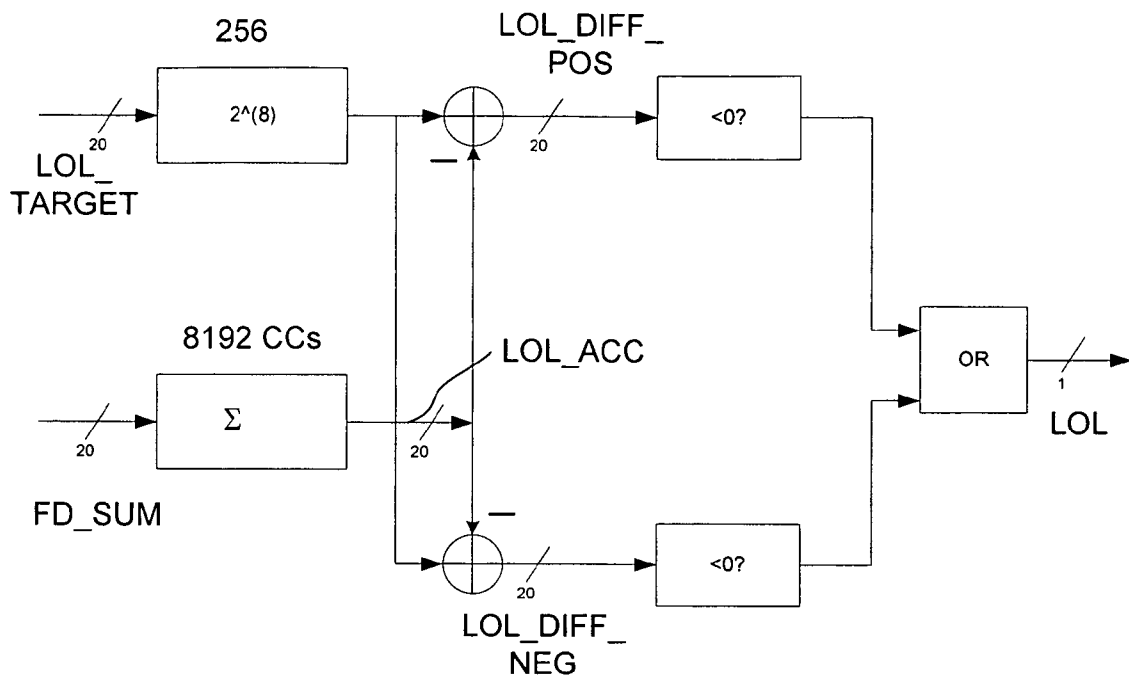 256
LOL_DIFF_
POS
2^(8)
<0?
20
20
LOL_
TARGET
−
8192 CCs
LOL_ACC
OR
Σ
1
20
20
LOL
FD_SUM
−
<0?
20
LOL_DIFF_
NEG